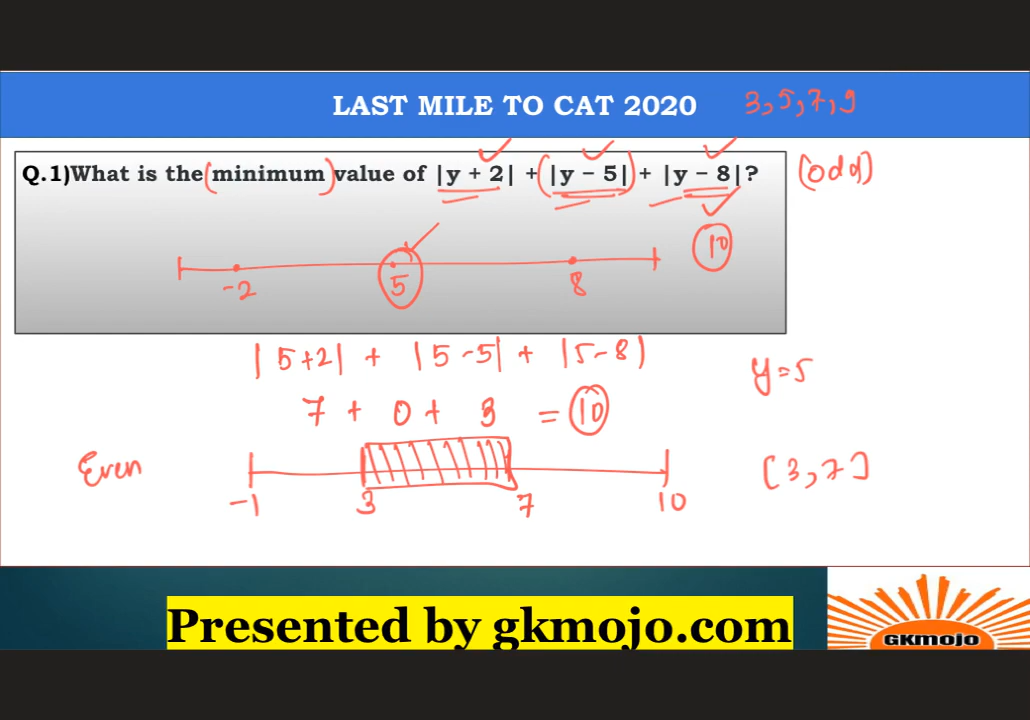 LAST MILE TO CAT 2020 3,5,7,9
Q.1)What is the (minimum) value of |y + 2| + (|y − 5|) + |y − 8|? (odd)
10
-2 5 8
|5+2| + |5-5| + |5-8|
y=5
7 + 0 + 3 = 10
Even
[3,7]
-1 3 7 10
Presented by gkmojo.com
GKmojo